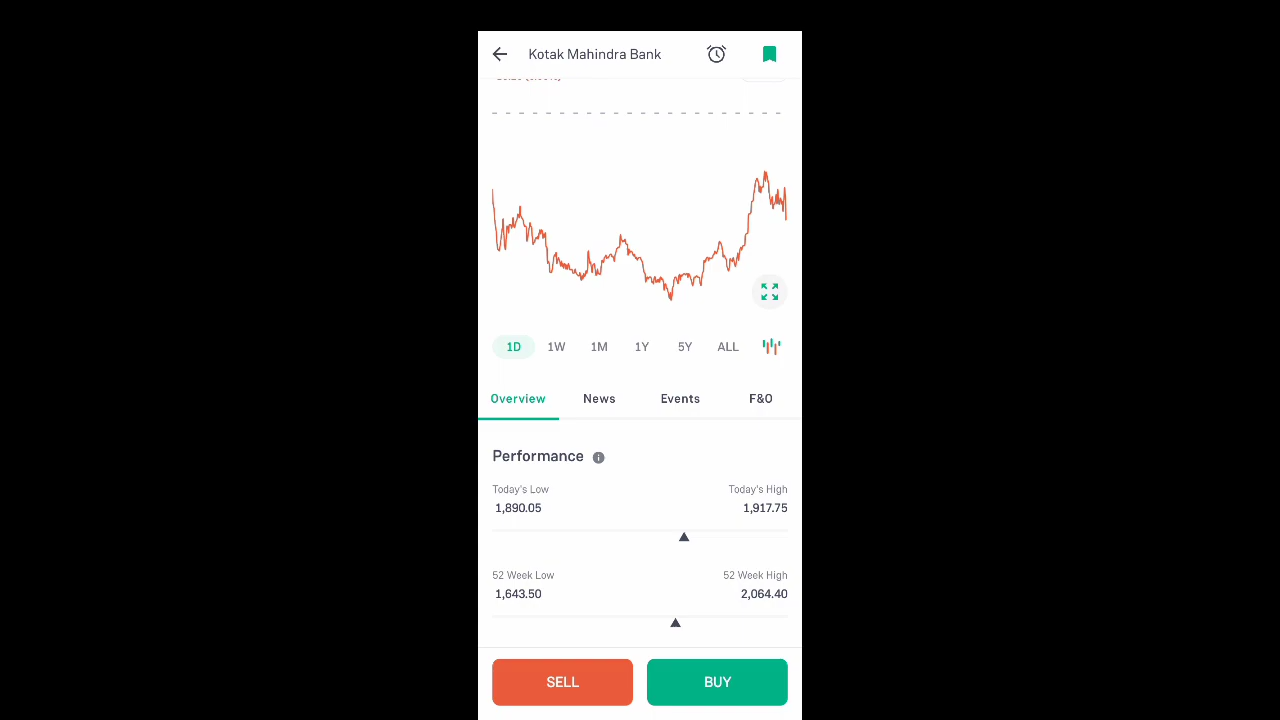 Kotak Mahindra Bank
1D 1W 1M 1Y 5Y ALL
Overview News Events F&O
Performance
Today's Low Today's High
1,890.05 1,917.75
52 Week Low 52 Week High
1,643.50 2,064.40
SELL BUY